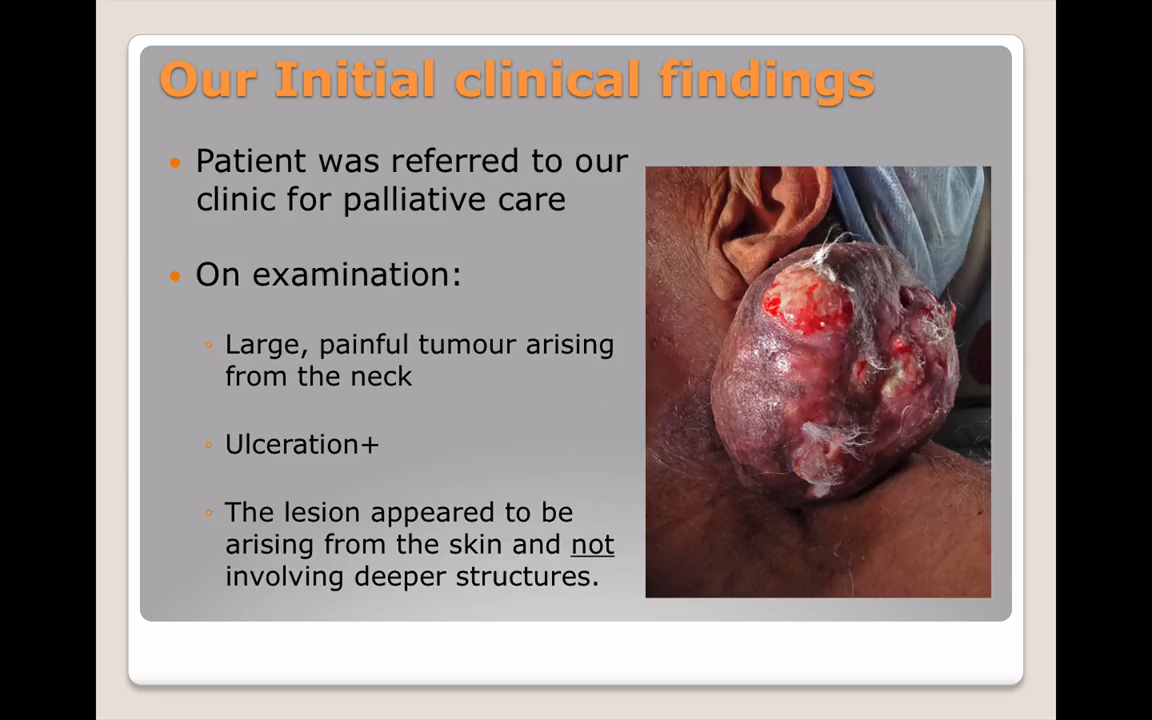 Our Initial clinical findings
Patient was referred to our
clinic for palliative care
On examination:
Large, painful tumour arising
from the neck
Ulceration+
The lesion appeared to be
arising from the skin and not
involving deeper structures.